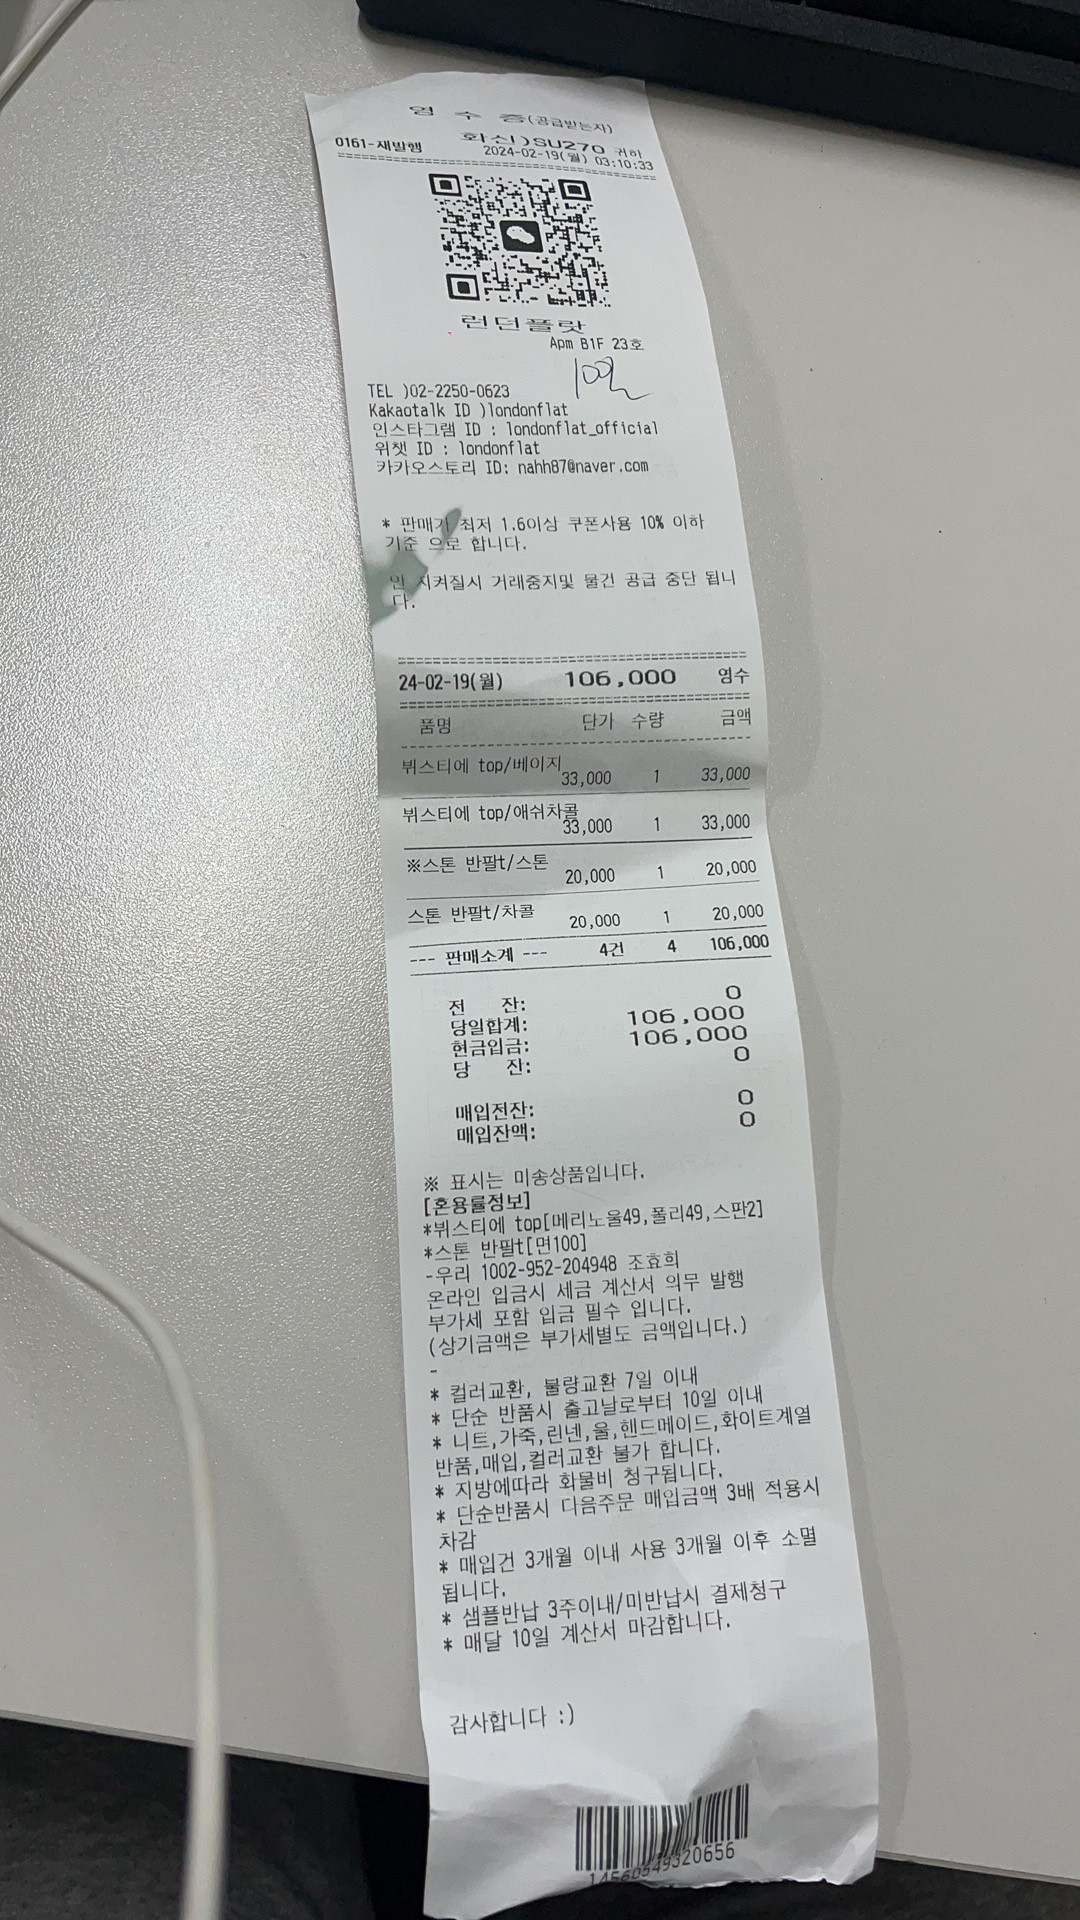 영 수 증(공급받는자)
화신)SU270 귀하
0161-재발행 2024-02-19(월) 03:10:33
런던플랏
Apm B1F 23호
TEL )02-2250-0623
Kakaotalk ID )londonflat
인스타그램 ID : londonflat_official
위챗 ID : londonflat
카카오스토리 ID: nahh87@naver.com
* 판매가 최저 1.6이상 쿠폰사용 10% 이하
기준 으로 합니다.
안 지켜질시 거래중지및 물건 공급 중단 됩니
다.
24-02-19(월) 106,000 영수
품명 단가 수량 금액
뷔스티에 top/베이지
33,000 1 33,000
뷔스티에 top/애쉬차콜
33,000 1 33,000
※스톤 반팔t/스톤
20,000 1 20,000
스톤 반팔t/차콜
20,000 1 20,000
--- 판매소계 --- 4건 4 106,000
전 잔: 0
당일합계: 106,000
현금입금: 106,000
당 잔: 0
매입전잔: 0
매입잔액: 0
※ 표시는 미송상품입니다.
[혼용률정보]
*뷔스티에 top[메리노울49,폴리49,스판2]
*스톤 반팔t[면100]
-우리 1002-952-204948 조효희
온라인 입금시 세금 계산서 의무 발행
부가세 포함 입금 필수 입니다.
(상기금액은 부가세별도 금액입니다.)
-
* 컬러교환, 불량교환 7일 이내
* 단순 반품시 출고날로부터 10일 이내
* 니트,가죽,린넨,울,핸드메이드,화이트계열
반품,매입,컬러교환 불가 합니다.
* 지방에따라 화물비 청구됩니다.
* 단순반품시 다음주문 매입금액 3배 적용시
차감
* 매입건 3개월 이내 사용 3개월 이후 소멸
됩니다.
* 샘플반납 3주이내/미반납시 결제청구
* 매달 10일 계산서 마감합니다.
감사합니다 :)
14560549320656